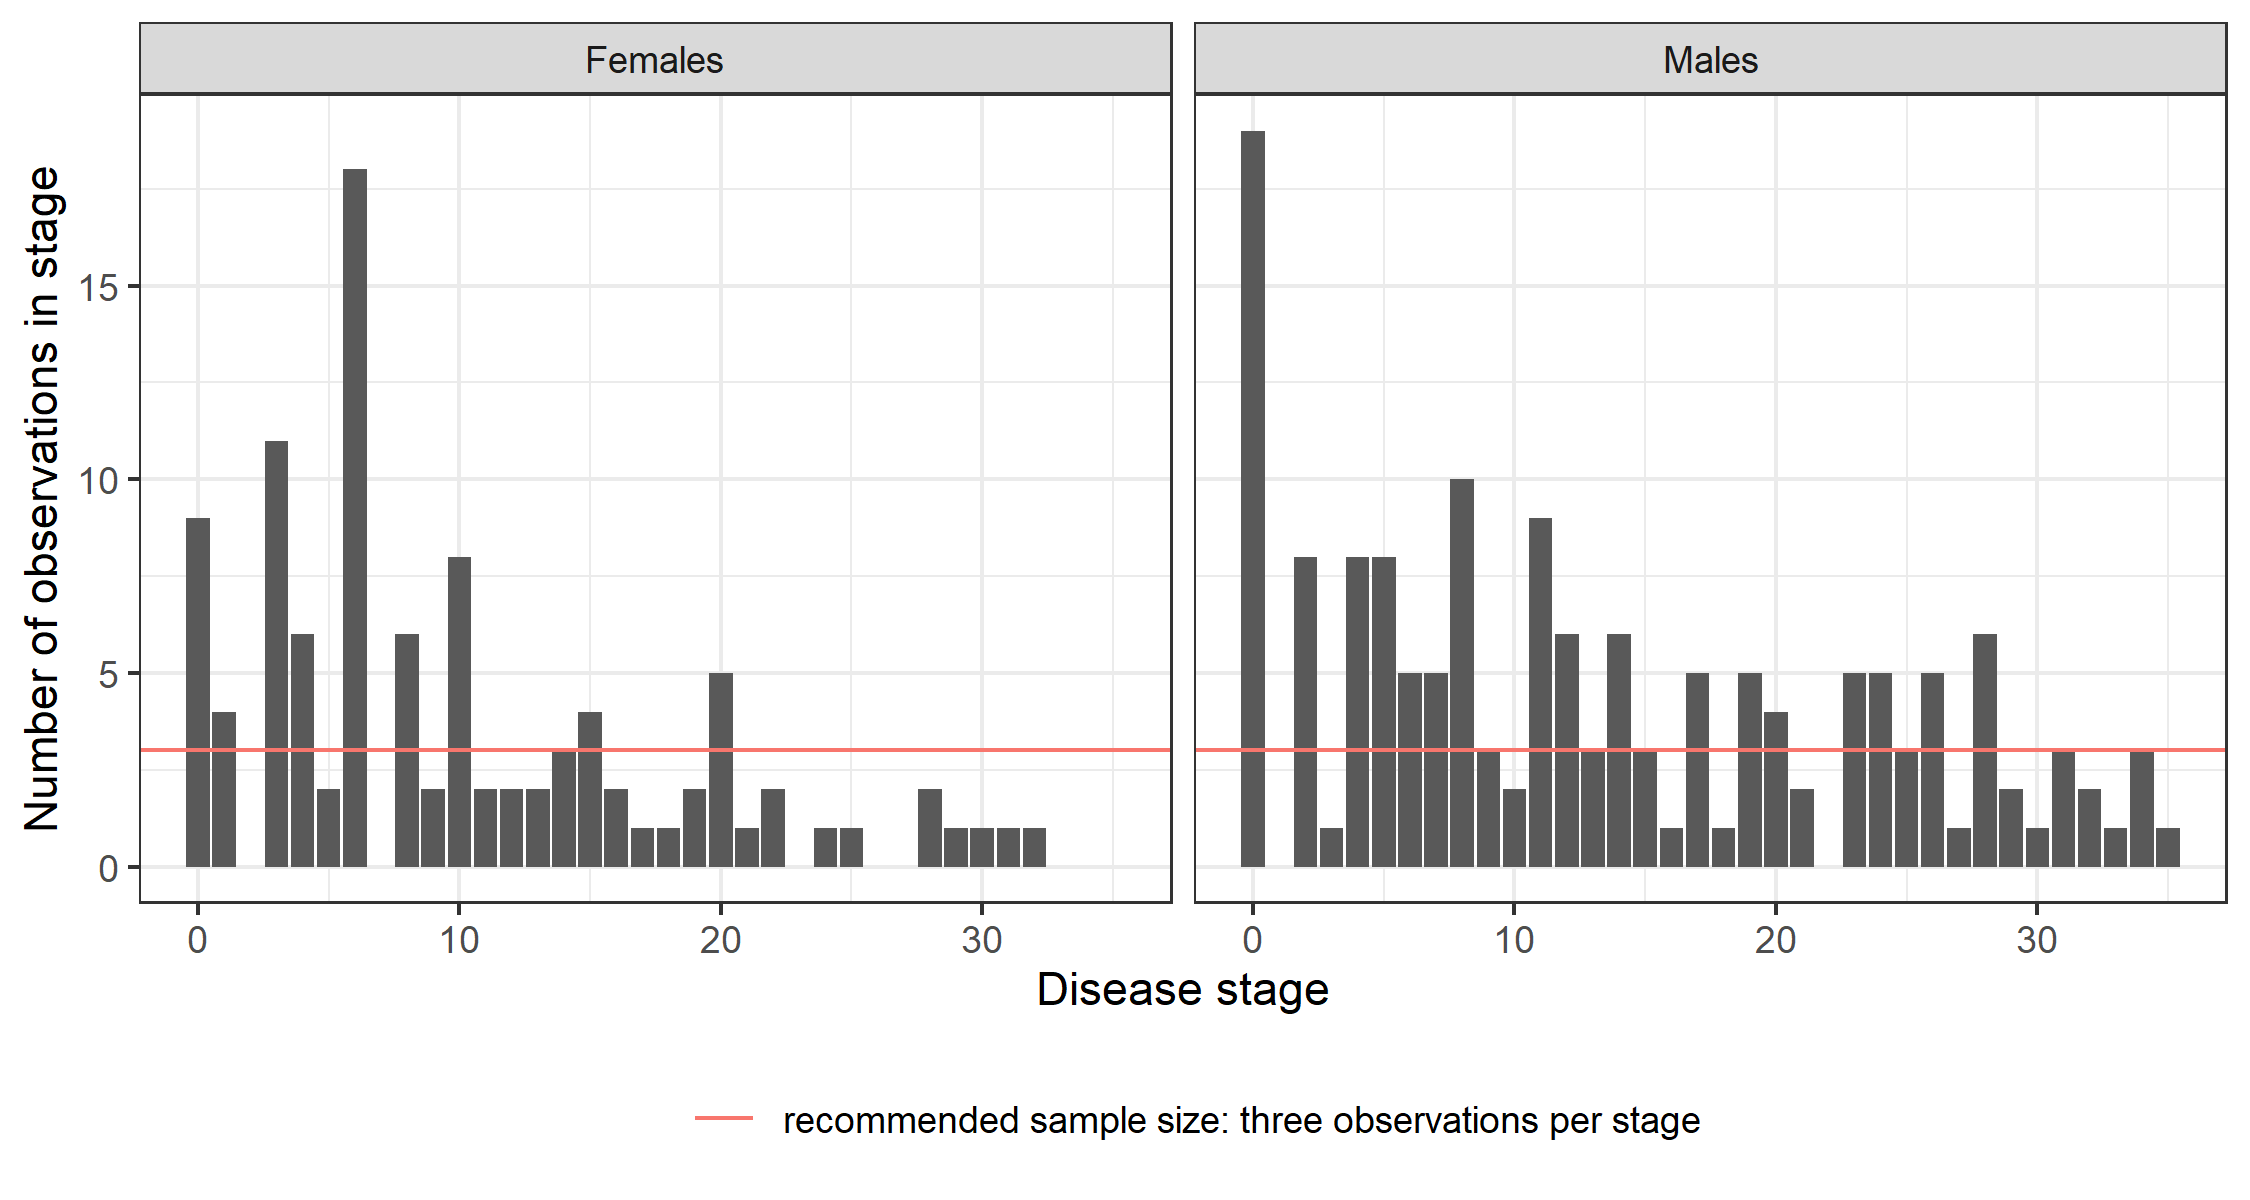 Females
Males
Number of observations in stage
15
10
5
0
0
10
20
30
0
10
20
30
Disease stage
recommended sample size: three observations per stage